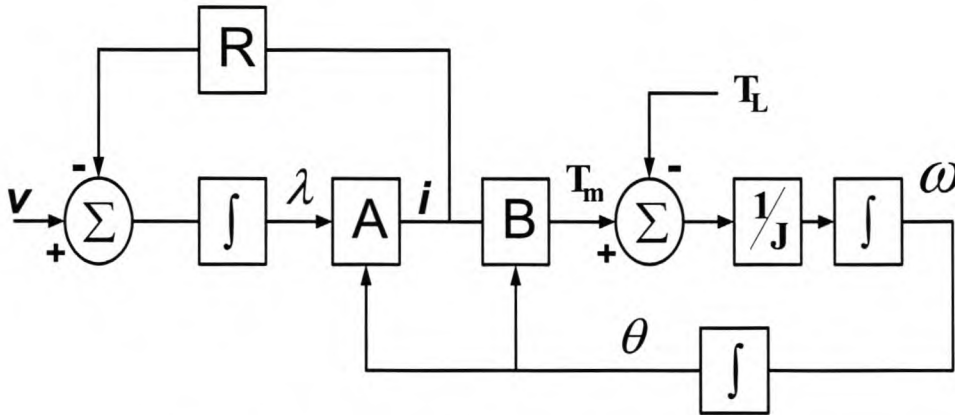 R
T_L
-
-
v
Σ
∫
λ
A
i
B
T_m
Σ
1/J
∫
ω
+
+
θ
∫